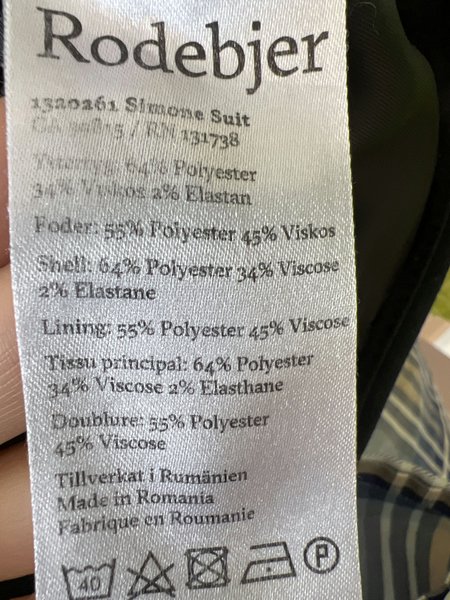 Rodebjer
1320261 Simone Suit
CA 36815 / RN 131738
Yttertyg: 64% Polyester
34% Viskos 2% Elastan
Foder: 55% Polyester 45% Viskos
Shell: 64% Polyester 34% Viscose
2% Elastane
Lining: 55% Polyester 45% Viscose
Tissu principal: 64% Polyester
34% Viscose 2% Elasthane
Doublure: 55% Polyester
45% Viscose
Tillverkat i Rumänien
Made in Romania
Fabrique en Roumanie
40 P